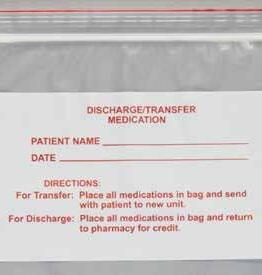 DISCHARGE/TRANSFER
MEDICATION
PATIENT NAME
DATE
DIRECTIONS:
For Transfer: Place all medications in bag and send
with patient to new unit.
For Discharge: Place all medications in bag and return
to pharmacy for credit.